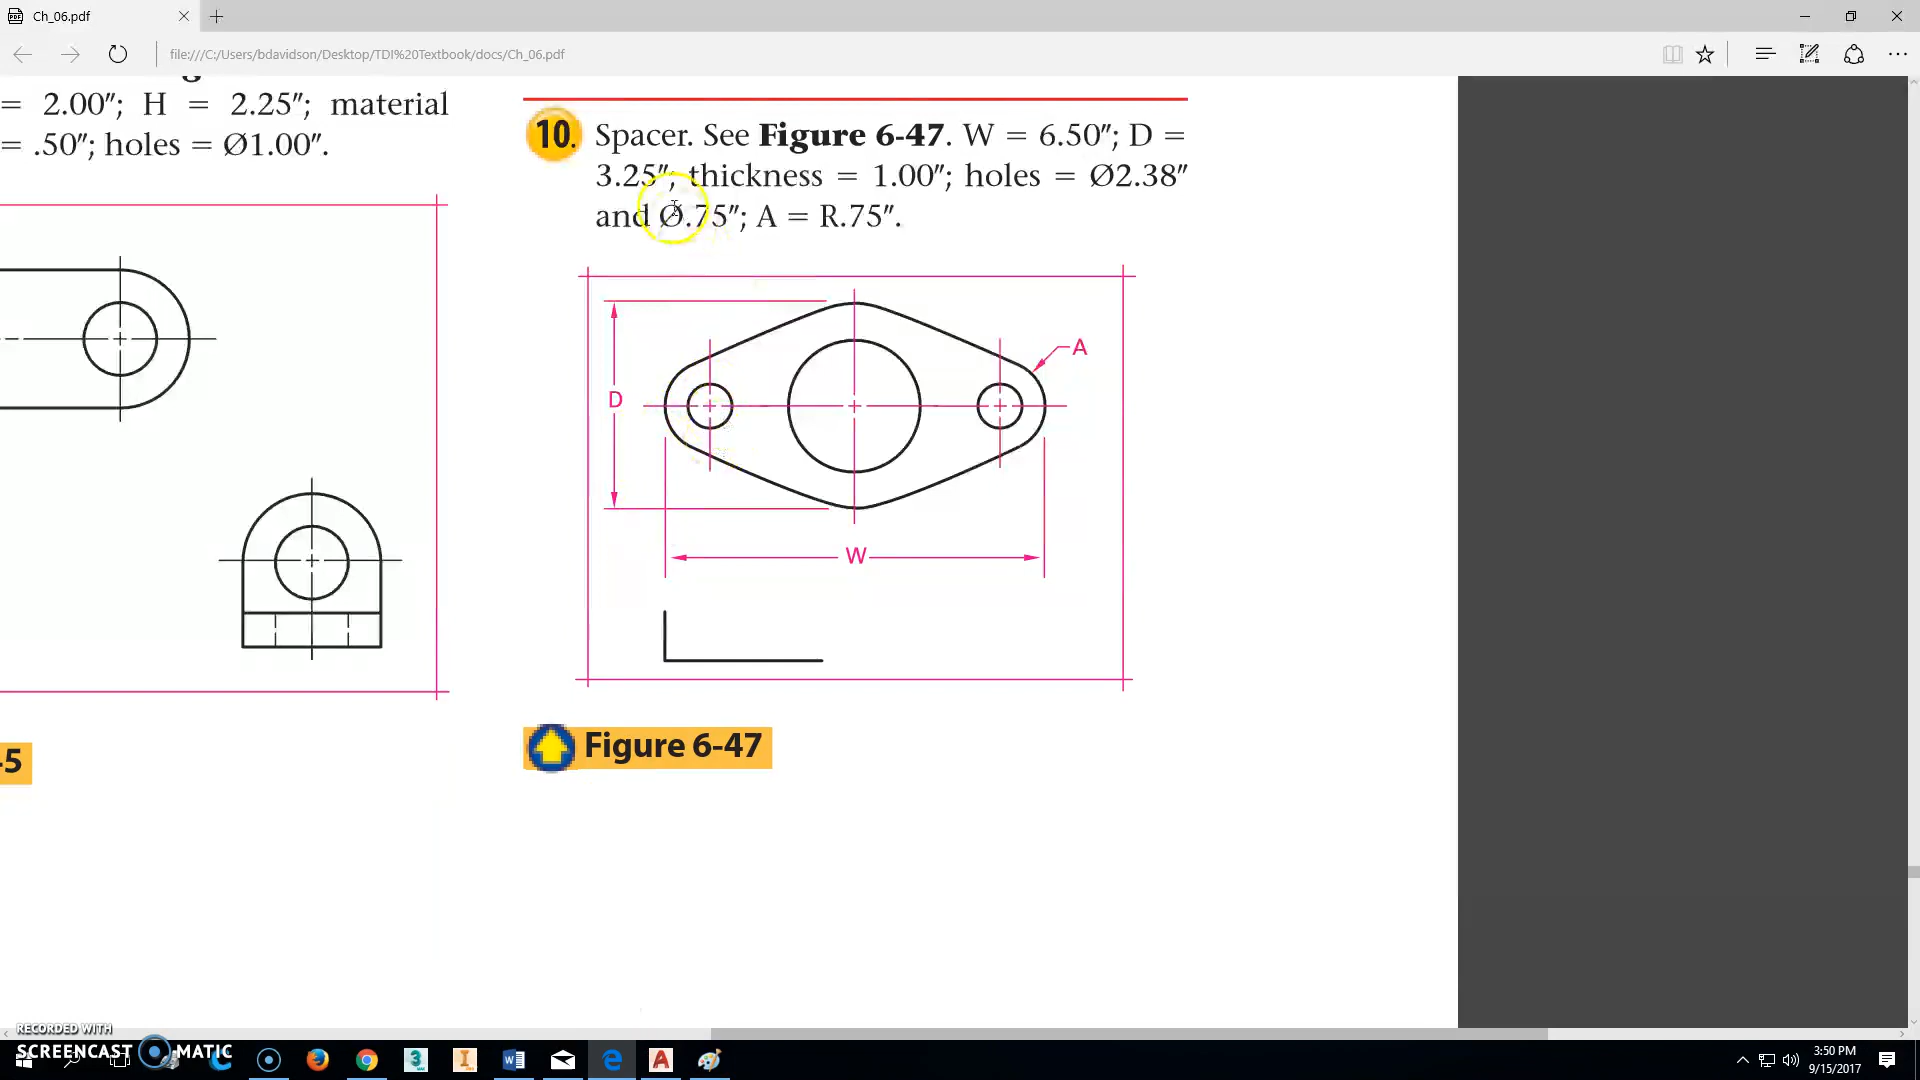 Ch_06.pdf
file:///C:/Users/bdavidson/Desktop/TDI%20Textbook/docs/Ch_06.pdf
= 2.00″; H = 2.25″; material
= .50″; holes = Ø1.00″.
10. Spacer. See Figure 6-47. W = 6.50″; D =
3.25″; thickness = 1.00″; holes = Ø2.38″
and Ø.75″; A = R.75″.
A
D
W
Figure 6-47
-5
RECORDED WITH
SCREENCAST MATIC
3:50 PM
9/15/2017